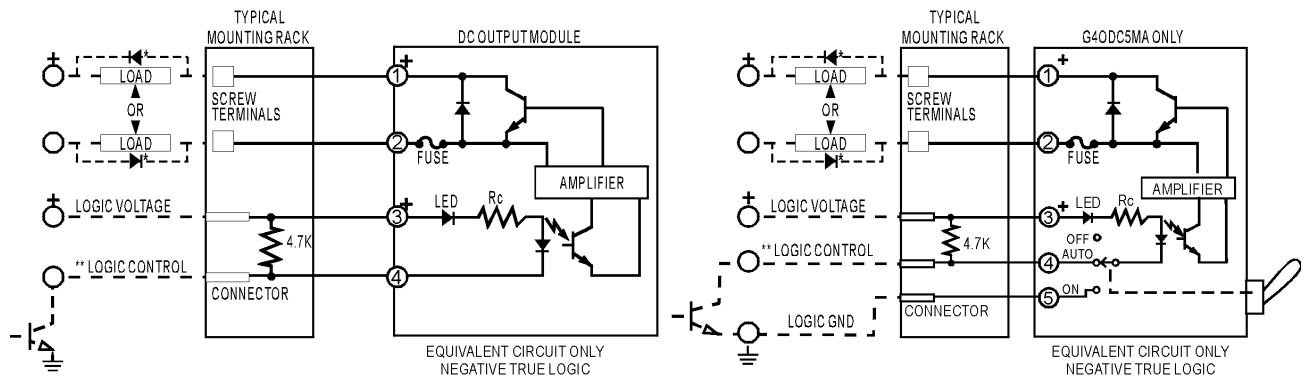 TYPICAL
MOUNTING RACK
DC OUTPUT MODULE
+
LOAD
*
OR
LOAD
*
SCREW
TERMINALS
1
+
2
FUSE
AMPLIFIER
+
LOGIC VOLTAGE
3
+
LED
Rc
4.7K
** LOGIC CONTROL
4
CONNECTOR
EQUIVALENT CIRCUIT ONLY
NEGATIVE TRUE LOGIC
TYPICAL
MOUNTING RACK
G4ODC5MA ONLY
+
LOAD
*
OR
LOAD
*
SCREW
TERMINALS
1
+
2
FUSE
AMPLIFIER
+
LOGIC VOLTAGE
3
+
LED
Rc
4.7K
OFF
** LOGIC CONTROL
4
AUTO
5
ON
CONNECTOR
LOGIC GND
EQUIVALENT CIRCUIT ONLY
NEGATIVE TRUE LOGIC